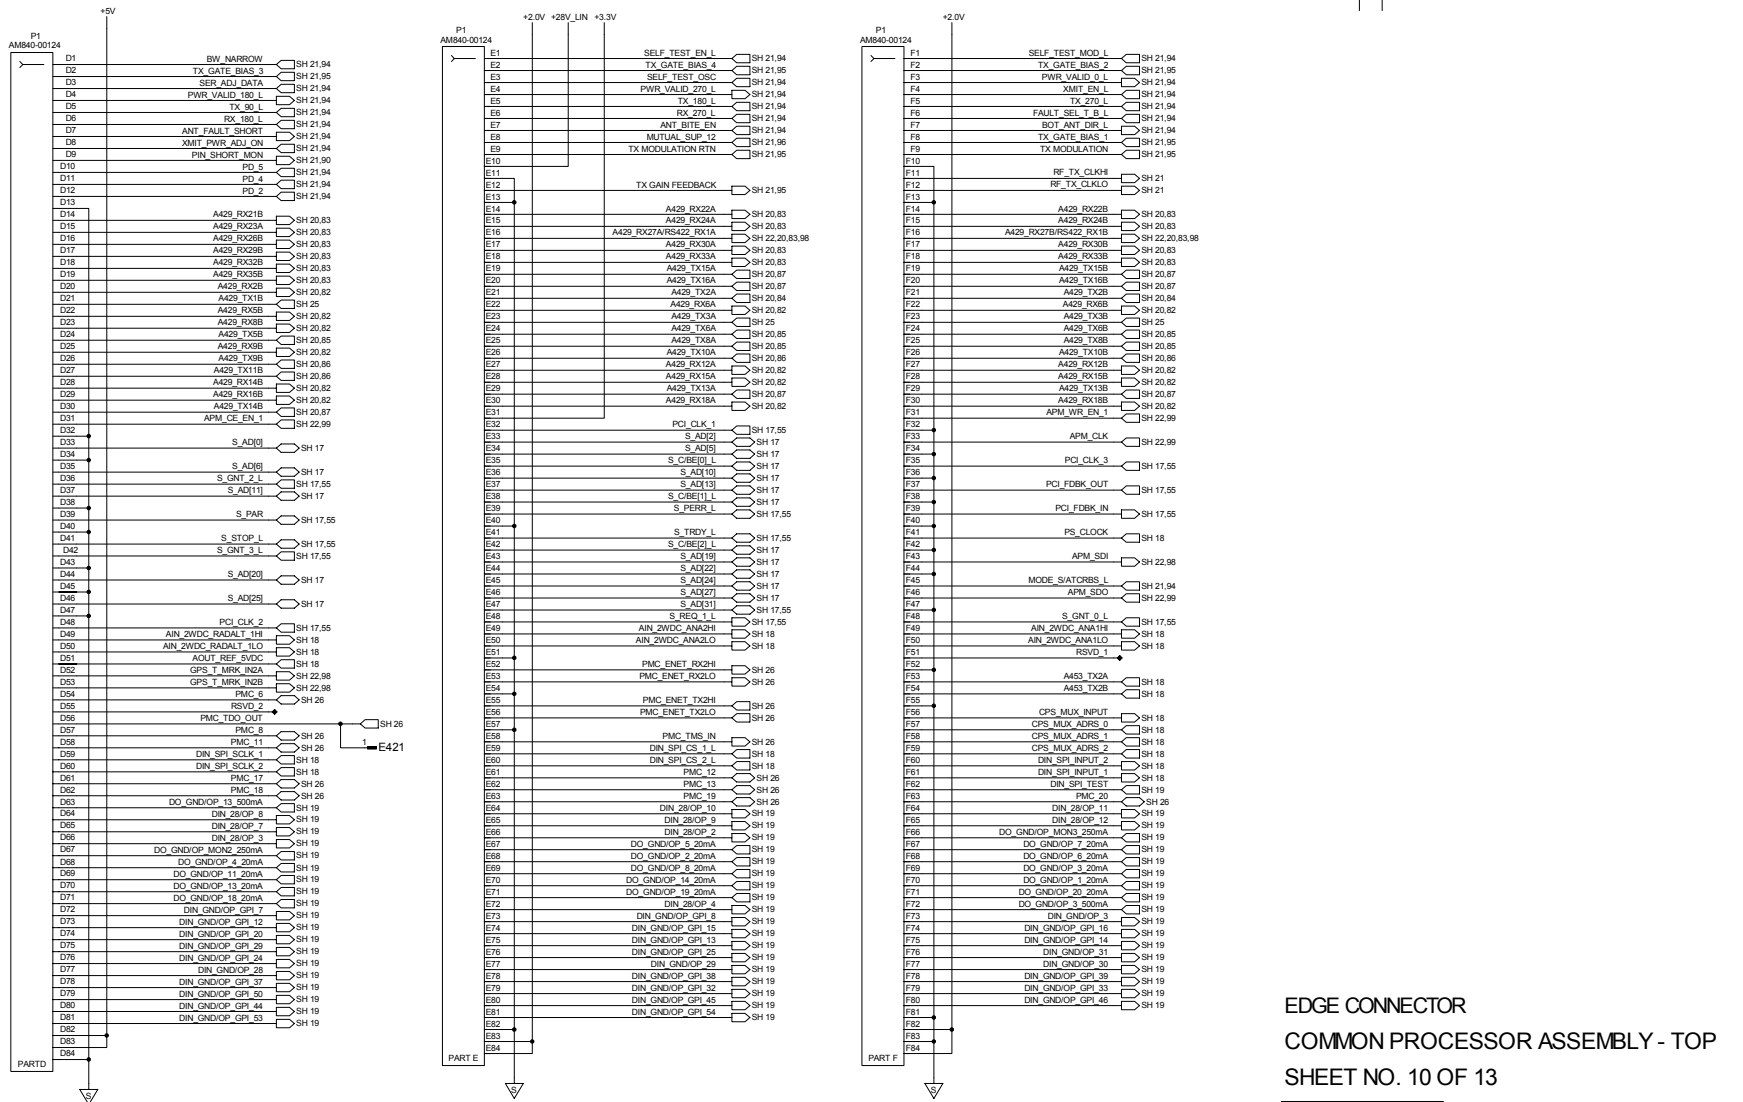 +5V
P1
AM840-00124
D1 BW_NARROW SH 21,94
D2 TX_GATE_BIAS_3 SH 21,95
D3 SER_ADJ_DATA SH 21,94
D4 PWR_VALID_180_L SH 21,94
D5 TX_90_L SH 21,94
D6 RX_180_L SH 21,94
D7 ANT_FAULT_SHORT SH 21,94
D8 XMIT_PWR_ADJ_ON SH 21,94
D9 PIN_SHORT_MON SH 21,90
D10 PD_5 SH 21,94
D11 PD_4 SH 21,94
D12 PD_2 SH 21,94
D13
D14 A429_RX21B SH 20,83
D15 A429_RX23A SH 20,83
D16 A429_RX26B SH 20,83
D17 A429_RX29B SH 20,83
D18 A429_RX32B SH 20,83
D19 A429_RX35B SH 20,83
D20 A429_RX2B SH 20,82
D21 A429_TX1B SH 25
D22 A429_RX5B SH 20,82
D23 A429_RX8B SH 20,82
D24 A429_TX5B SH 20,85
D25 A429_RX9B SH 20,82
D26 A429_TX9B SH 20,86
D27 A429_TX11B SH 20,86
D28 A429_RX14B SH 20,82
D29 A429_RX16B SH 20,82
D30 A429_TX14B SH 20,87
D31 APM_CE_EN_1 SH 22,99
D32
D33 S_AD[0] SH 17
D34
D35 S_AD[6] SH 17
D36 S_GNT_2_L SH 17,55
D37 S_AD[11] SH 17
D38
D39 S_PAR SH 17,55
D40
D41 S_STOP_L SH 17,55
D42 S_GNT_3_L SH 17,55
D43
D44 S_AD[20] SH 17
D45
D46 S_AD[25] SH 17
D47
D48 PCI_CLK_2 SH 17,55
D49 AIN_2WDC_RADALT_1HI SH 18
D50 AIN_2WDC_RADALT_1LO SH 18
D51 AOUT_REF_5VDC SH 18
D52 GPS_T_MRK_IN2A SH 22,98
D53 GPS_T_MRK_IN2B SH 22,98
D54 PMC_6 SH 26
D55 RSVD_2
D56 PMC_TDO_OUT SH 26
1 E421
D57 PMC_8 SH 26
D58 PMC_11 SH 26
D59 DIN_SPI_SCLK_1 SH 18
D60 DIN_SPI_SCLK_2 SH 18
D61 PMC_17 SH 26
D62 PMC_18 SH 26
D63 DO_GND/OP_13_500mA SH 19
D64 DIN_28/OP_8 SH 19
D65 DIN_28/OP_7 SH 19
D66 DIN_28/OP_3 SH 19
D67 DO_GND/OP_MON2_250mA SH 19
D68 DO_GND/OP_4_20mA SH 19
D69 DO_GND/OP_11_20mA SH 19
D70 DO_GND/OP_13_20mA SH 19
D71 DO_GND/OP_18_20mA SH 19
D72 DIN_GND/OP_GPI_7 SH 19
D73 DIN_GND/OP_GPI_12 SH 19
D74 DIN_GND/OP_GPI_20 SH 19
D75 DIN_GND/OP_GPI_29 SH 19
D76 DIN_GND/OP_GPI_24 SH 19
D77 DIN_GND/OP_28 SH 19
D78 DIN_GND/OP_GPI_37 SH 19
D79 DIN_GND/OP_GPI_50 SH 19
D80 DIN_GND/OP_GPI_44 SH 19
D81 DIN_GND/OP_GPI_53 SH 19
D82
D83
D84
PARTD
S
+2.0V +28V_LIN +3.3V
P1
AM840-00124
E1 SELF_TEST_EN_L SH 21,94
E2 TX_GATE_BIAS_4 SH 21,95
E3 SELF_TEST_OSC SH 21,94
E4 PWR_VALID_270_L SH 21,94
E5 TX_180_L SH 21,94
E6 RX_270_L SH 21,94
E7 ANT_BITE_EN SH 21,94
E8 MUTUAL_SUP_12 SH 21,96
E9 TX MODULATION RTN SH 21,95
E10
E11
E12 TX GAIN FEEDBACK SH 21,95
E13
E14 A429_RX22A SH 20,83
E15 A429_RX24A SH 20,83
E16 A429_RX27A/RS422_RX1A SH 22,20,83,98
E17 A429_RX30A SH 20,83
E18 A429_RX33A SH 20,83
E19 A429_TX15A SH 20,87
E20 A429_TX16A SH 20,87
E21 A429_TX2A SH 20,84
E22 A429_RX6A SH 20,82
E23 A429_TX3A SH 25
E24 A429_TX6A SH 20,85
E25 A429_TX8A SH 20,85
E26 A429_TX10A SH 20,86
E27 A429_RX12A SH 20,82
E28 A429_RX15A SH 20,82
E29 A429_TX13A SH 20,87
E30 A429_RX18A SH 20,82
E31
E32 PCI_CLK_1 SH 17,55
E33 S_AD[2] SH 17
E34 S_AD[5] SH 17
E35 S_C/BE[0]_L SH 17
E36 S_AD[10] SH 17
E37 S_AD[13] SH 17
E38 S_C/BE[1]_L SH 17
E39 S_PERR_L SH 17,55
E40
E41 S_TRDY_L SH 17,55
E42 S_C/BE[2]_L SH 17
E43 S_AD[19] SH 17
E44 S_AD[22] SH 17
E45 S_AD[24] SH 17
E46 S_AD[27] SH 17
E47 S_AD[31] SH 17,55
E48 S_REQ_1_L SH 17,55
E49 AIN_2WDC_ANA2HI SH 18
E50 AIN_2WDC_ANA2LO SH 18
E51
E52 PMC_ENET_RX2HI SH 26
E53 PMC_ENET_RX2LO SH 26
E54
E55 PMC_ENET_TX2HI SH 26
E56 PMC_ENET_TX2LO SH 26
E57
E58 PMC_TMS_IN SH 26
E59 DIN_SPI_CS_1_L SH 18
E60 DIN_SPI_CS_2_L SH 18
E61 PMC_12 SH 26
E62 PMC_13 SH 26
E63 PMC_19 SH 26
E64 DIN_28/OP_10 SH 19
E65 DIN_28/OP_9 SH 19
E66 DIN_28/OP_2 SH 19
E67 DO_GND/OP_5_20mA SH 19
E68 DO_GND/OP_2_20mA SH 19
E69 DO_GND/OP_8_20mA SH 19
E70 DO_GND/OP_14_20mA SH 19
E71 DO_GND/OP_19_20mA SH 19
E72 DIN_28/OP_4 SH 19
E73 DIN_GND/OP_GPI_8 SH 19
E74 DIN_GND/OP_GPI_15 SH 19
E75 DIN_GND/OP_GPI_13 SH 19
E76 DIN_GND/OP_GPI_25 SH 19
E77 DIN_GND/OP_29 SH 19
E78 DIN_GND/OP_GPI_38 SH 19
E79 DIN_GND/OP_GPI_32 SH 19
E80 DIN_GND/OP_GPI_45 SH 19
E81 DIN_GND/OP_GPI_54 SH 19
E82
E83
E84
PART E
S
+2.0V
P1
AM840-00124
F1 SELF_TEST_MOD_L SH 21,94
F2 TX_GATE_BIAS_2 SH 21,95
F3 PWR_VALID_0_L SH 21,94
F4 XMIT_EN_L SH 21,94
F5 TX_270_L SH 21,94
F6 FAULT_SEL_T_B_L SH 21,94
F7 BOT_ANT_DIR_L SH 21,94
F8 TX_GATE_BIAS_1 SH 21,95
F9 TX MODULATION SH 21,95
F10
F11 RF_TX_CLKHI SH 21
F12 RF_TX_CLKLO SH 21
F13
F14 A429_RX22B SH 20,83
F15 A429_RX24B SH 20,83
F16 A429_RX27B/RS422_RX1B SH 22,20,83,98
F17 A429_RX30B SH 20,83
F18 A429_RX33B SH 20,83
F19 A429_TX15B SH 20,87
F20 A429_TX16B SH 20,87
F21 A429_TX2B SH 20,84
F22 A429_RX6B SH 20,82
F23 A429_TX3B SH 25
F24 A429_TX6B SH 20,85
F25 A429_TX8B SH 20,85
F26 A429_TX10B SH 20,86
F27 A429_RX12B SH 20,82
F28 A429_RX15B SH 20,82
F29 A429_TX13B SH 20,87
F30 A429_RX18B SH 20,82
F31 APM_WR_EN_1 SH 22,99
F32
F33 APM_CLK SH 22,99
F34
F35 PCI_CLK_3 SH 17,55
F36
F37 PCI_FDBK_OUT SH 17,55
F38
F39 PCI_FDBK_IN SH 17,55
F40
F41 PS_CLOCK SH 18
F42
F43 APM_SDI SH 22,98
F44
F45 MODE_S/ATCRBS_L SH 21,94
F46 APM_SDO SH 22,99
F47
F48 S_GNT_0_L SH 17,55
F49 AIN_2WDC_ANA1HI SH 18
F50 AIN_2WDC_ANA1LO SH 18
F51 RSVD_1
F52
F53 A453_TX2A SH 18
F54 A453_TX2B SH 18
F55
F56 CPS_MUX_INPUT SH 18
F57 CPS_MUX_ADRS_0 SH 18
F58 CPS_MUX_ADRS_1 SH 18
F59 CPS_MUX_ADRS_2 SH 18
F60 DIN_SPI_INPUT_2 SH 18
F61 DIN_SPI_INPUT_1 SH 18
F62 DIN_SPI_TEST SH 19
F63 PMC_20 SH 26
F64 DIN_28/OP_11 SH 19
F65 DIN_28/OP_12 SH 19
F66 DO_GND/OP_MON3_250mA SH 19
F67 DO_GND/OP_7_20mA SH 19
F68 DO_GND/OP_6_20mA SH 19
F69 DO_GND/OP_3_20mA SH 19
F70 DO_GND/OP_1_20mA SH 19
F71 DO_GND/OP_20_20mA SH 19
F72 DO_GND/OP_3_500mA SH 19
F73 DIN_GND/OP_3 SH 19
F74 DIN_GND/OP_GPI_16 SH 19
F75 DIN_GND/OP_GPI_14 SH 19
F76 DIN_GND/OP_31 SH 19
F77 DIN_GND/OP_30 SH 19
F78 DIN_GND/OP_GPI_39 SH 19
F79 DIN_GND/OP_GPI_33 SH 19
F80 DIN_GND/OP_GPI_46 SH 19
F81
F82
F83
F84
PART F
S
EDGE CONNECTOR
COMMON PROCESSOR ASSEMBLY - TOP
SHEET NO. 10 OF 13